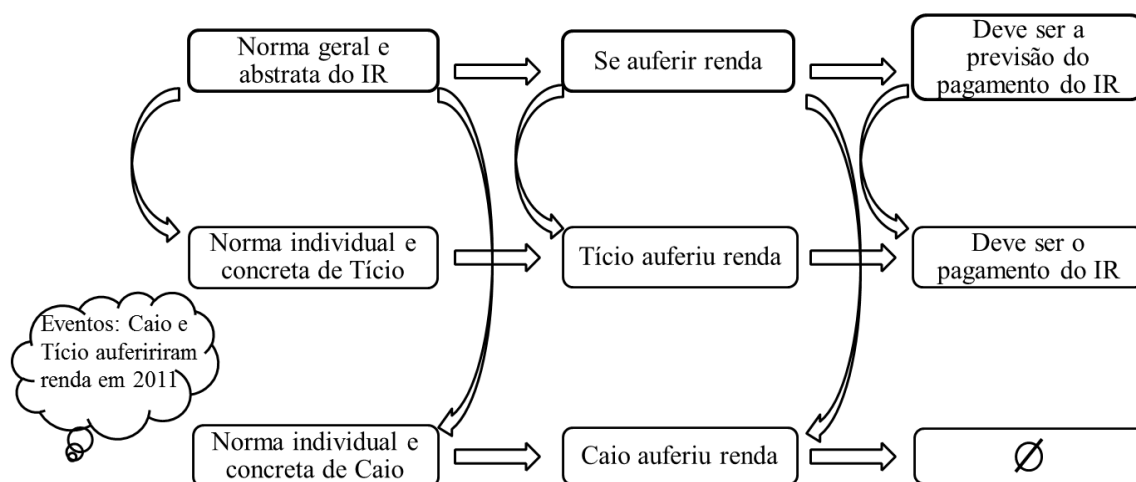 Norma geral e
abstrata do IR
Se auferir renda
Deve ser a
previsão do
pagamento do IR
Norma individual e
concreta de Tício
Tício auferiu renda
Deve ser o
pagamento do IR
Eventos: Caio e
Tício aufeririram
renda em 2011
Norma individual e
concreta de Caio
Caio auferiu renda
∅